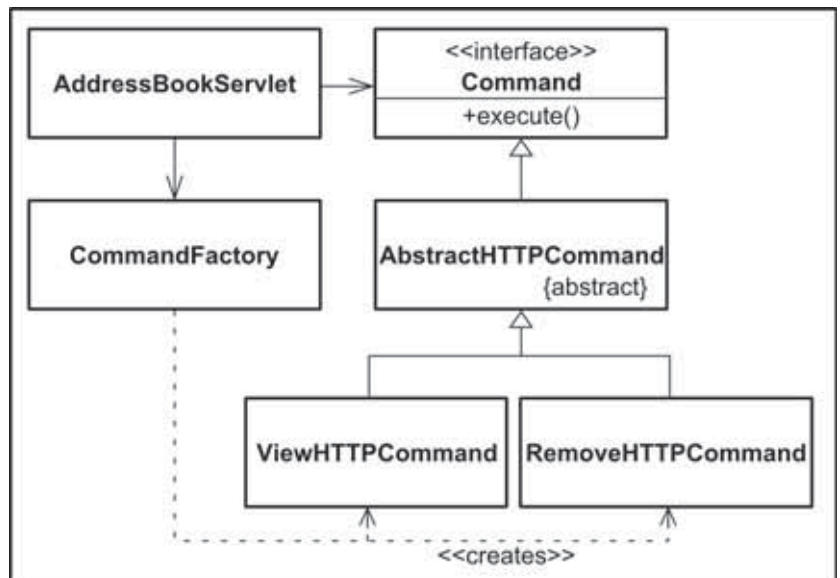 AddressBookServlet
<<interface>>
Command
+execute()
CommandFactory
AbstractHTTPCommand
{abstract}
ViewHTTPCommand
RemoveHTTPCommand
<<creates>>